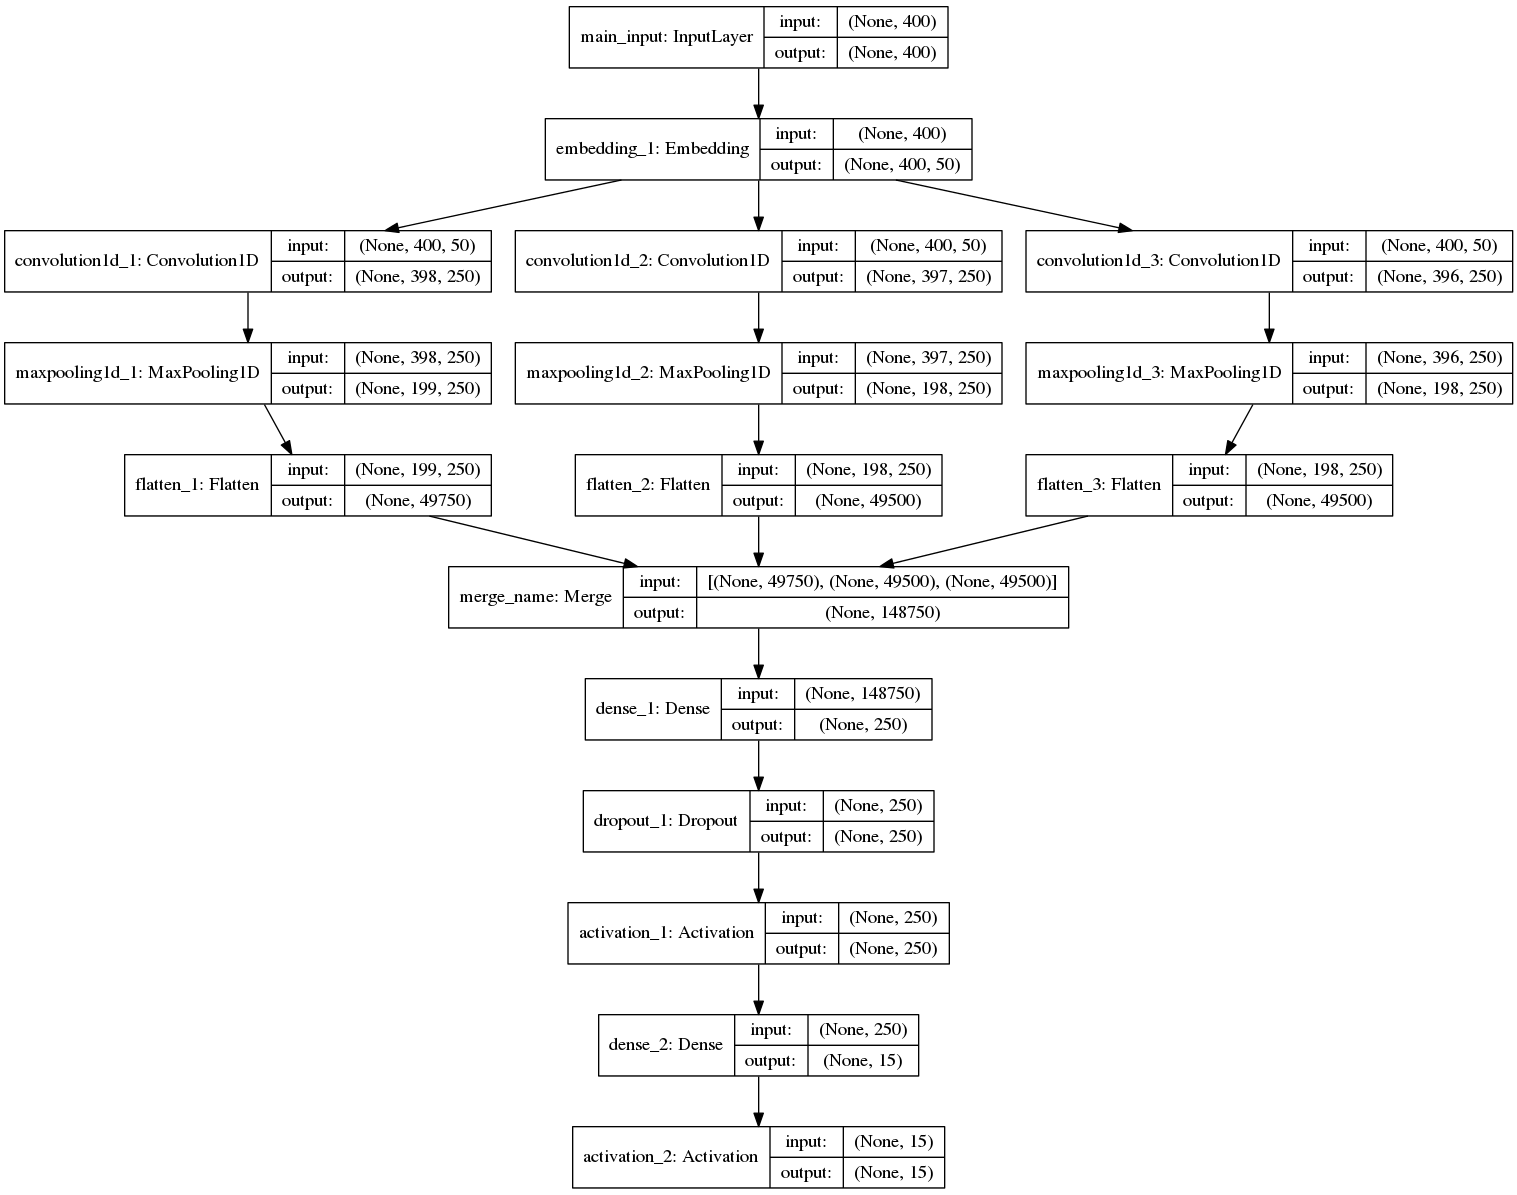 main_input: InputLayer
input: (None, 400)
output: (None, 400)
embedding_1: Embedding
input: (None, 400)
output: (None, 400, 50)
convolution1d_1: Convolution1D
input: (None, 400, 50)
output: (None, 398, 250)
convolution1d_2: Convolution1D
input: (None, 400, 50)
output: (None, 397, 250)
convolution1d_3: Convolution1D
input: (None, 400, 50)
output: (None, 396, 250)
maxpooling1d_1: MaxPooling1D
input: (None, 398, 250)
output: (None, 199, 250)
maxpooling1d_2: MaxPooling1D
input: (None, 397, 250)
output: (None, 198, 250)
maxpooling1d_3: MaxPooling1D
input: (None, 396, 250)
output: (None, 198, 250)
flatten_1: Flatten
input: (None, 199, 250)
output: (None, 49750)
flatten_2: Flatten
input: (None, 198, 250)
output: (None, 49500)
flatten_3: Flatten
input: (None, 198, 250)
output: (None, 49500)
merge_name: Merge
input: [(None, 49750), (None, 49500), (None, 49500)]
output: (None, 148750)
dense_1: Dense
input: (None, 148750)
output: (None, 250)
dropout_1: Dropout
input: (None, 250)
output: (None, 250)
activation_1: Activation
input: (None, 250)
output: (None, 250)
dense_2: Dense
input: (None, 250)
output: (None, 15)
activation_2: Activation
input: (None, 15)
output: (None, 15)